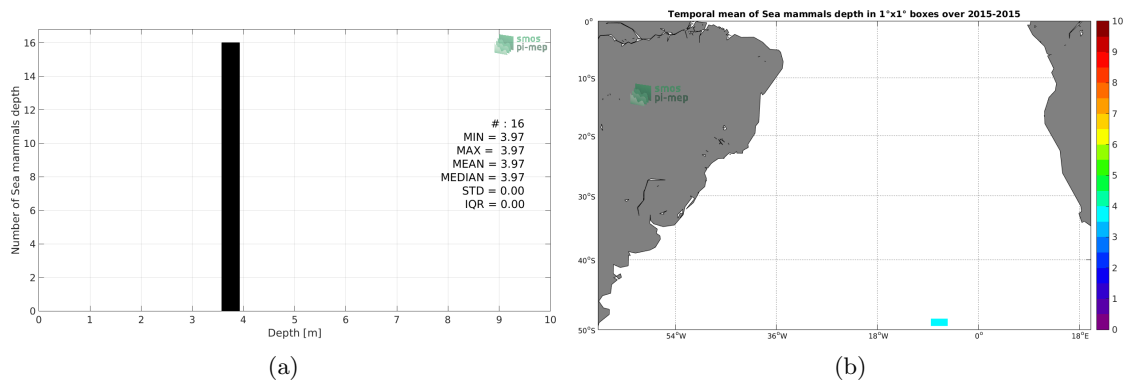 smos
pi-mep
Number of Sea mammals depth
16
14
12
10
8
6
4
2
0
# : 16
MIN = 3.97
MAX = 3.97
MEAN = 3.97
MEDIAN = 3.97
STD = 0.00
IQR = 0.00
0 1 2 3 4 5 6 7 8 9 10
Depth [m]
(a)
Temporal mean of Sea mammals depth in 1°x1° boxes over 2015-2015
0°
10°S
20°S
30°S
40°S
50°S
smos
pi-mep
54°W 36°W 18°W 0° 18°E
10
9
8
7
6
5
4
3
2
1
0
(b)